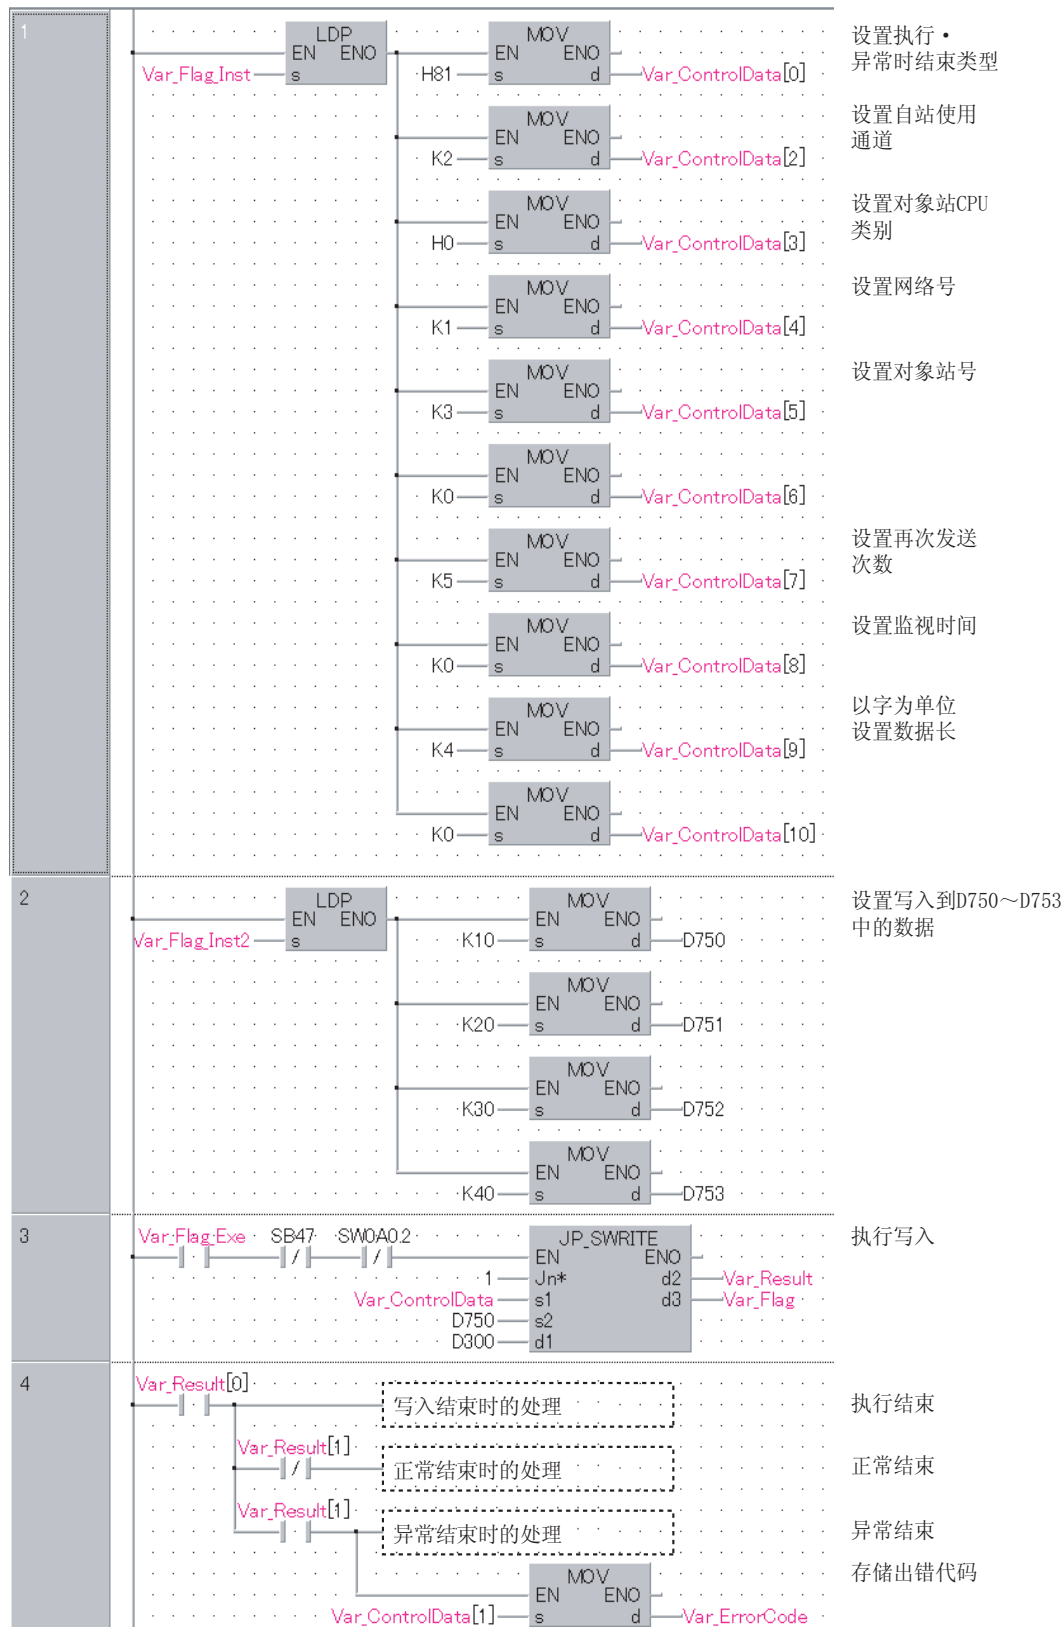 1
LDP
MOV
设置执行・
EN ENO
EN ENO
异常时结束类型
Var_Flag_Inst
s
H81
s d
Var_ControlData[0]
MOV
设置自站使用
EN ENO
通道
K2
s d
Var_ControlData[2]
MOV
设置对象站CPU
EN ENO
类别
H0
s d
Var_ControlData[3]
MOV
设置网络号
EN ENO
K1
s d
Var_ControlData[4]
MOV
设置对象站号
EN ENO
K3
s d
Var_ControlData[5]
MOV
EN ENO
K0
s d
Var_ControlData[6]
MOV
设置再次发送
EN ENO
次数
K5
s d
Var_ControlData[7]
MOV
设置监视时间
EN ENO
K0
s d
Var_ControlData[8]
MOV
以字为单位
EN ENO
设置数据长
K4
s d
Var_ControlData[9]
MOV
EN ENO
K0
s d
Var_ControlData[10]
2
LDP
MOV
设置写入到D750～D753
EN ENO
EN ENO
中的数据
Var_Flag_Inst2
s
K10
s d
D750
MOV
EN ENO
K20
s d
D751
MOV
EN ENO
K30
s d
D752
MOV
EN ENO
K40
s d
D753
3
Var_Flag_Exe
SB47
SW0A0.2
JP_SWRITE
执行写入
EN ENO
1
Jn* d2
Var_Result
Var_ControlData
s1 d3
Var_Flag
D750
s2
D300
d1
4
Var_Result[0]
写入结束时的处理
执行结束
Var_Result[1]
正常结束时的处理
正常结束
Var_Result[1]
异常结束时的处理
异常结束
MOV
存储出错代码
EN ENO
Var_ControlData[1]
s d
Var_ErrorCode